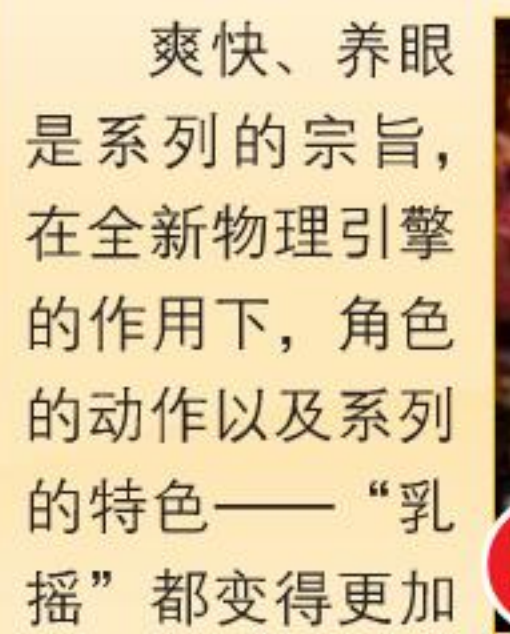 爽快、养眼
是系列的宗旨，
在全新物理引擎
的作用下，角色
的动作以及系列
的特色——“乳
摇”都变得更加